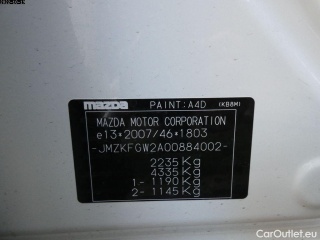 mazda PAINT:A4D (KB8M)
MAZDA MOTOR CORPORATION
e13*2007/46*1803
-JMZKFGW2A00884002-
2235 Kg
4335 Kg
1- 1190 Kg
2- 1145 Kg
CarOutlet.eu